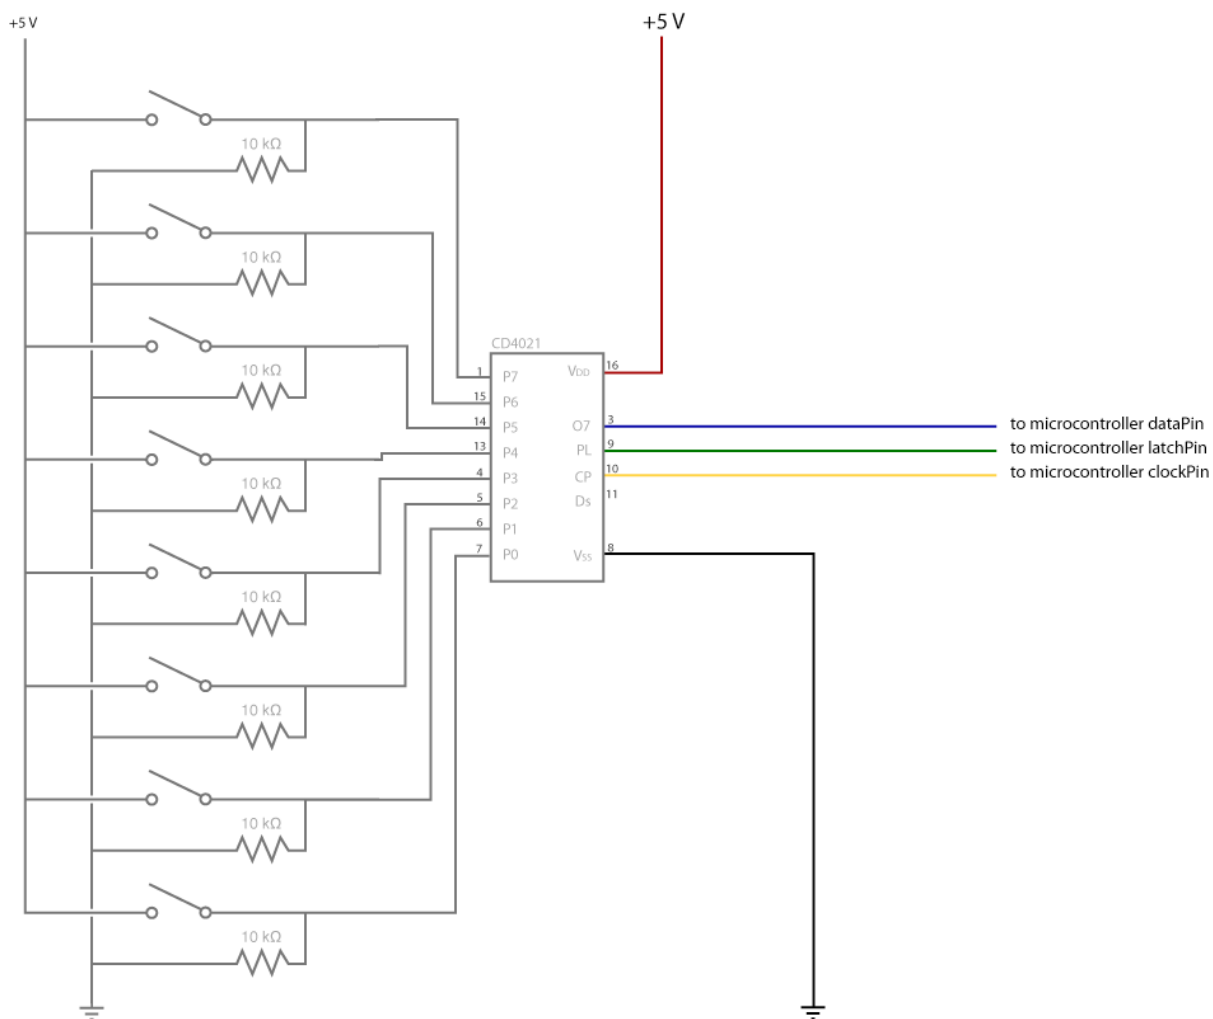 +5 V
+5 V
10 kΩ
10 kΩ
10 kΩ
10 kΩ
10 kΩ
10 kΩ
10 kΩ
10 kΩ
CD4021
1 P7
15 P6
14 P5
13 P4
4 P3
5 P2
6 P1
7 P0
VDD 16
O7 3
PL 9
CP 10
Ds 11
Vss 8
to microcontroller dataPin
to microcontroller latchPin
to microcontroller clockPin